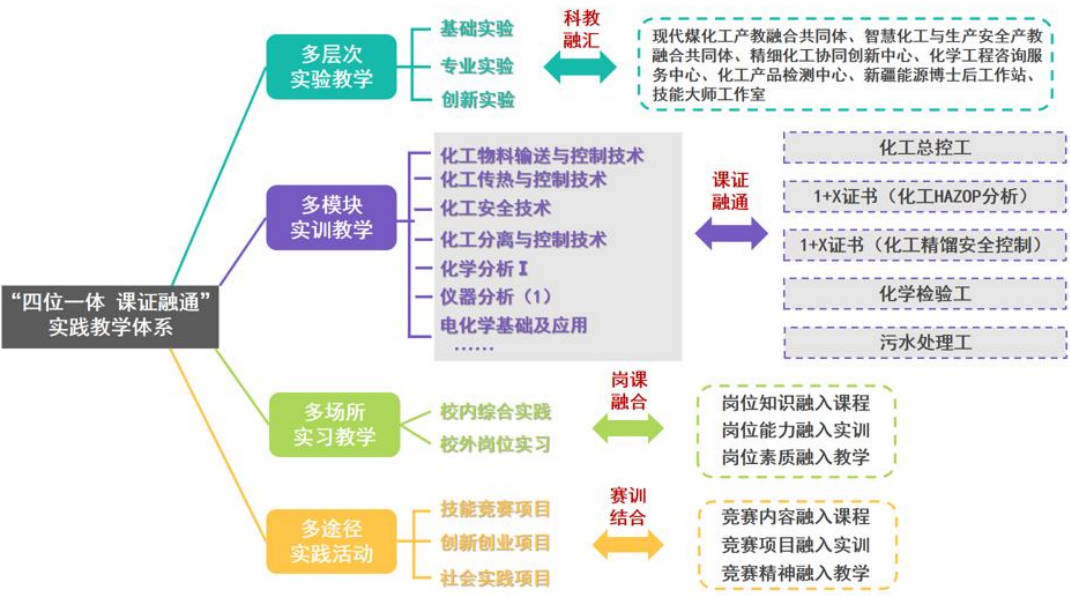 “四位一体 课证融通”
实践教学体系
多层次
实验教学
基础实验
专业实验
创新实验
科教
融汇
现代煤化工产教融合共同体、智慧化工与生产安全产教
融合共同体、精细化工协同创新中心、化学工程咨询服
务中心、化工产品检测中心、新疆能源博士后工作站、
技能大师工作室
多模块
实训教学
化工物料输送与控制技术
化工传热与控制技术
化工安全技术
化工分离与控制技术
化学分析Ⅰ
仪器分析（1）
电化学基础及应用
……
课证
融通
化工总控工
1+X证书（化工HAZOP分析）
1+X证书（化工精馏安全控制）
化学检验工
污水处理工
多场所
实习教学
校内综合实践
校外岗位实习
岗课
融合
岗位知识融入课程
岗位能力融入实训
岗位素质融入教学
多途径
实践活动
技能竞赛项目
创新创业项目
社会实践项目
赛训
结合
竞赛内容融入课程
竞赛项目融入实训
竞赛精神融入教学